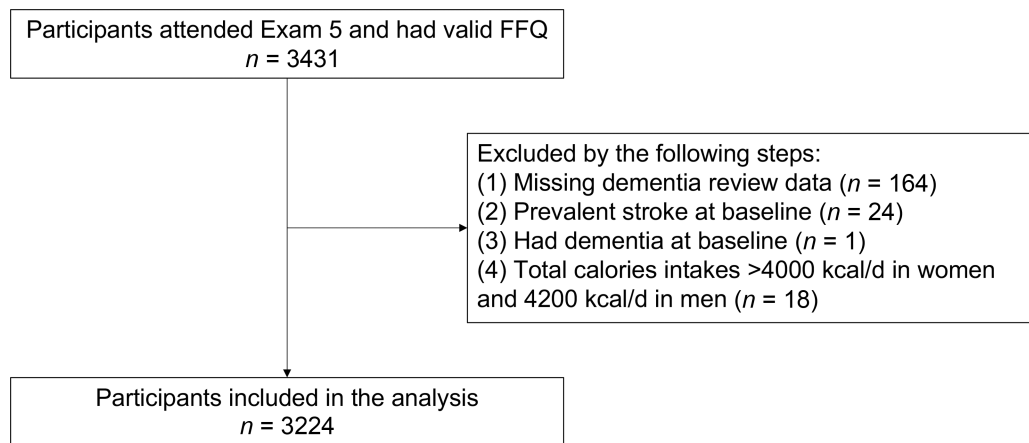 Participants attended Exam 5 and had valid FFQ
n = 3431
Excluded by the following steps:
(1) Missing dementia review data (n = 164)
(2) Prevalent stroke at baseline (n = 24)
(3) Had dementia at baseline (n = 1)
(4) Total calories intakes >4000 kcal/d in women
and 4200 kcal/d in men (n = 18)
Participants included in the analysis
n = 3224